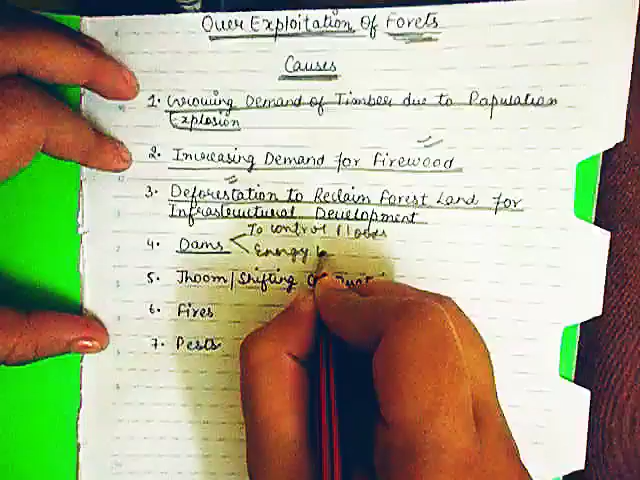 Over Exploitation Of Forets
Causes
1. Growing Demand of Timber due to Population
Explosion
2. Increasing Demand for Firewood
3. Deforestation to Reclaim Forest Land for
Infrastructural Development
To control floods
4. Dams
Energy
5. Jhoom/Shifting
6. Fires
7. Pests